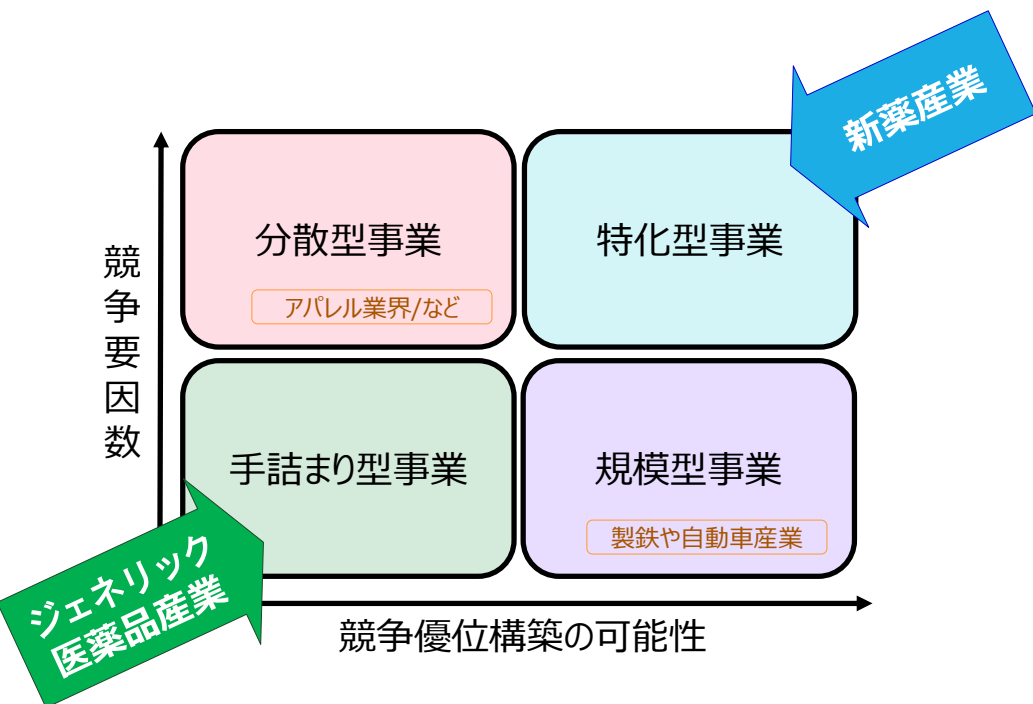 新薬産業
分散型事業
特化型事業
アパレル業界/など
競争要因数
手詰まり型事業
規模型事業
製鉄や自動車産業
ジェネリック
医薬品産業
競争優位構築の可能性